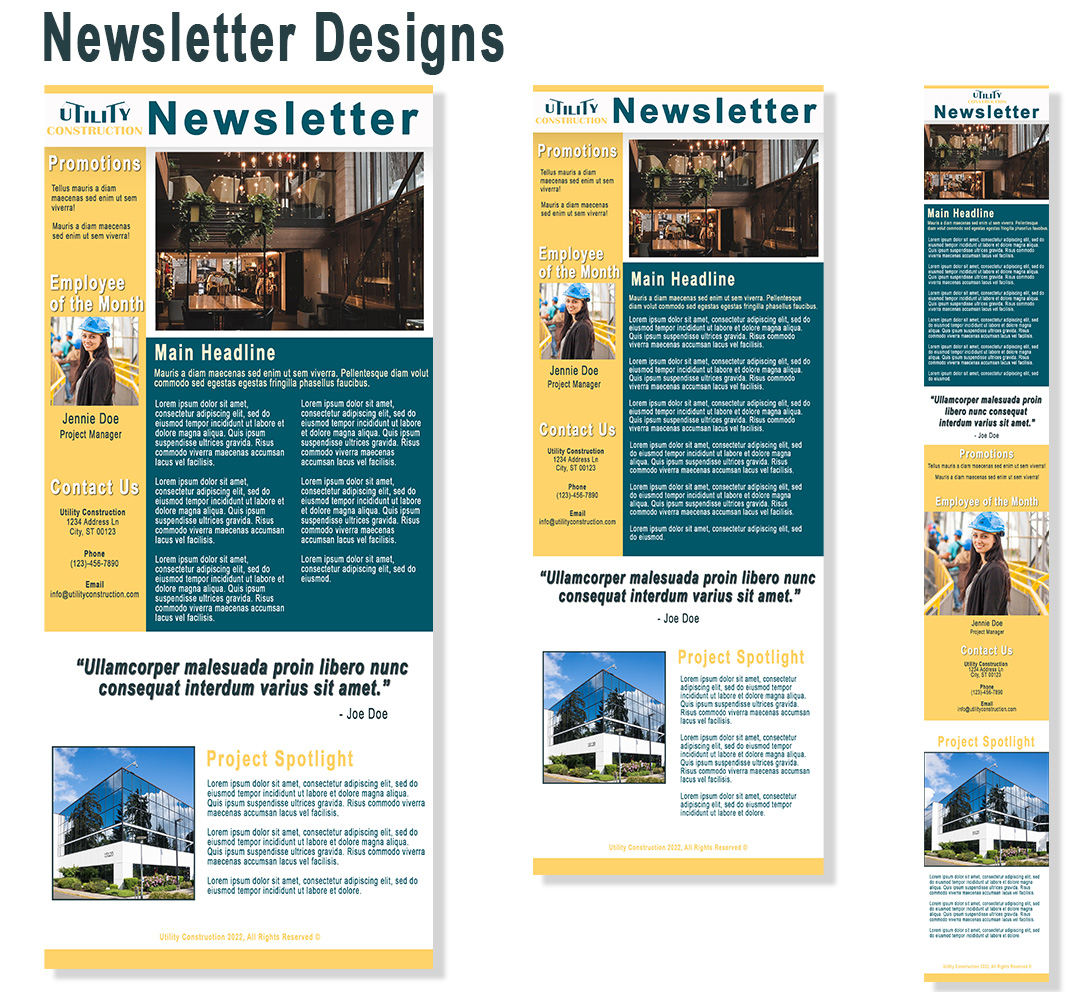 Newsletter Designs
UTILITY
CONSTRUCTION
Newsletter
Promotions
Tellus mauris a diam
maecenas sed enim ut sem
viverra!
Mauris a diam maecenas
sed enim ut sem viverra!
Employee
of the Month
Jennie Doe
Project Manager
Contact Us
Utility Construction
1234 Address Ln
City, ST 00123
Phone
(123)-456-7890
Email
info@utilityconstruction.com
Main Headline
Mauris a diam maecenas sed enim ut sem viverra. Pellentesque diam volut
commodo sed egestas egestas fringilla phasellus faucibus.
Lorem ipsum dolor sit amet,
consectetur adipiscing elit, sed do
eiusmod tempor incididunt ut labore et
dolore magna aliqua. Quis ipsum
suspendisse ultrices gravida. Risus
commodo viverra maecenas accumsan
lacus vel facilisis.
Lorem ipsum dolor sit amet,
consectetur adipiscing elit, sed do
eiusmod tempor incididunt ut labore et
dolore magna aliqua. Quis ipsum
suspendisse ultrices gravida. Risus
commodo viverra maecenas accumsan
lacus vel facilisis.
Lorem ipsum dolor sit amet,
consectetur adipiscing elit, sed do
eiusmod tempor incididunt ut labore et
dolore magna aliqua. Quis ipsum
suspendisse ultrices gravida. Risus
commodo viverra maecenas accumsan
lacus vel facilisis.
Lorem ipsum dolor sit amet,
consectetur adipiscing elit, sed do
eiusmod tempor incididunt ut labore et
dolore magna aliqua. Quis ipsum
suspendisse ultrices gravida. Risus
commodo viverra maecenas accumsan
lacus vel facilisis.
Lorem ipsum dolor sit amet,
consectetur adipiscing elit, sed do
eiusmod tempor incididunt ut labore et
dolore magna aliqua. Quis ipsum
suspendisse ultrices gravida. Risus
commodo viverra maecenas accumsan
lacus vel facilisis.
Lorem ipsum dolor sit amet,
consectetur adipiscing elit, sed do
eiusmod.
“Ullamcorper malesuada proin libero nunc
consequat interdum varius sit amet.”
- Joe Doe
Project Spotlight
Lorem ipsum dolor sit amet, consectetur adipiscing elit, sed do
eiusmod tempor incididunt ut labore et dolore magna aliqua.
Quis ipsum suspendisse ultrices gravida. Risus commodo viverra
maecenas accumsan lacus vel facilisis.
Lorem ipsum dolor sit amet, consectetur adipiscing elit, sed do
eiusmod tempor incididunt ut labore et dolore magna aliqua.
Quis ipsum suspendisse ultrices gravida. Risus commodo viverra
maecenas accumsan lacus vel facilisis.
Lorem ipsum dolor sit amet, consectetur adipiscing elit, sed do
eiusmod tempor incididunt ut labore et dolore.
Utility Construction 2022, All Rights Reserved ©
UTILITY
CONSTRUCTION
Newsletter
Promotions
Tellus mauris a diam
maecenas sed enim ut sem
viverra!
Mauris a diam maecenas
sed enim ut sem viverra!
Employee
of the Month
Jennie Doe
Project Manager
Contact Us
Utility Construction
1234 Address Ln
City, ST 00123
Phone
(123)-456-7890
Email
info@utilityconstruction.com
Main Headline
Mauris a diam maecenas sed enim ut sem viverra. Pellentesque
diam volut commodo sed egestas egestas fringilla phasellus faucibus.
Lorem ipsum dolor sit amet, consectetur adipiscing elit, sed do
eiusmod tempor incididunt ut labore et dolore magna aliqua.
Quis ipsum suspendisse ultrices gravida. Risus commodo
viverra maecenas accumsan lacus vel facilisis.
Lorem ipsum dolor sit amet, consectetur adipiscing elit, sed do
eiusmod tempor incididunt ut labore et dolore magna aliqua.
Quis ipsum suspendisse ultrices gravida. Risus commodo
viverra maecenas accumsan lacus vel facilisis.
Lorem ipsum dolor sit amet, consectetur adipiscing elit, sed do
eiusmod tempor incididunt ut labore et dolore magna aliqua.
Quis ipsum suspendisse ultrices gravida. Risus commodo
viverra maecenas accumsan lacus vel facilisis.
Lorem ipsum dolor sit amet, consectetur adipiscing elit, sed do
eiusmod tempor incididunt ut labore et dolore magna aliqua.
Quis ipsum suspendisse ultrices gravida. Risus commodo
viverra maecenas accumsan lacus vel facilisis.
Lorem ipsum dolor sit amet, consectetur adipiscing elit, sed do
eiusmod tempor incididunt ut labore et dolore magna aliqua.
Quis ipsum suspendisse ultrices gravida. Risus commodo
viverra maecenas accumsan lacus vel facilisis.
Lorem ipsum dolor sit amet, consectetur adipiscing elit, sed
do eiusmod.
“Ullamcorper malesuada proin libero nunc
consequat interdum varius sit amet.”
- Joe Doe
Project Spotlight
Lorem ipsum dolor sit amet, consectetur
adipiscing elit, sed do eiusmod tempor
incididunt ut labore et dolore magna
aliqua. Quis ipsum suspendisse ultrices gravida.
Risus commodo viverra maecenas accumsan
lacus vel facilisis.
Lorem ipsum dolor sit amet, consectetur
adipiscing elit, sed do eiusmod tempor
incididunt ut labore et dolore magna aliqua.
Quis ipsum suspendisse ultrices gravida.
Risus commodo viverra maecenas accumsan
lacus vel facilisis.
Lorem ipsum dolor sit amet, consectetur
adipiscing elit, sed do eiusmod tempor
incididunt ut labore et dolore.
Utility Construction 2022, All Rights Reserved ©
UTILITY
Newsletter
Main Headline
Mauris a diam maecenas sed enim ut sem viverra. Pellentesque
diam volut commodo sed egestas egestas fringilla phasellus faucibus.
Lorem ipsum dolor sit amet, consectetur adipiscing elit, sed do
eiusmod tempor incididunt ut labore et dolore magna aliqua.
Quis ipsum suspendisse ultrices gravida. Risus commodo
viverra maecenas accumsan lacus vel facilisis.
Lorem ipsum dolor sit amet, consectetur adipiscing elit, sed do
eiusmod tempor incididunt ut labore et dolore magna aliqua.
Quis ipsum suspendisse ultrices gravida. Risus commodo
viverra maecenas accumsan lacus vel facilisis.
Lorem ipsum dolor sit amet, consectetur adipiscing elit, sed do
eiusmod tempor incididunt ut labore et dolore magna aliqua.
Quis ipsum suspendisse ultrices gravida. Risus commodo
viverra maecenas accumsan lacus vel facilisis.
Lorem ipsum dolor sit amet, consectetur adipiscing elit, sed do
eiusmod tempor incididunt ut labore et dolore magna aliqua.
Quis ipsum suspendisse ultrices gravida. Risus commodo
viverra maecenas accumsan lacus vel facilisis.
Lorem ipsum dolor sit amet, consectetur adipiscing elit, sed do
eiusmod tempor incididunt ut labore et dolore magna aliqua.
Quis ipsum suspendisse ultrices gravida. Risus commodo
viverra maecenas accumsan lacus vel facilisis.
Lorem ipsum dolor sit amet, consectetur adipiscing elit, sed
do eiusmod.
“Ullamcorper malesuada proin
libero nunc consequat
interdum varius sit amet.”
- Joe Doe
Promotions
Tellus mauris a diam maecenas sed enim ut sem viverra!
Mauris a diam maecenas sed enim ut sem viverra!
Employee of the Month
Jennie Doe
Project Manager
Contact Us
Utility Construction
1234 Address Ln
City, ST 00123
Phone
(123)-456-7890
Email
info@utilityconstruction.com
Project Spotlight
Lorem ipsum dolor sit amet, consectetur adipiscing
elit, sed do eiusmod tempor incididunt ut labore et dolore magna
aliqua. Quis ipsum suspendisse ultrices gravida. Risus commodo
viverra maecenas accumsan lacus vel facilisis.
Lorem ipsum dolor sit amet, consectetur adipiscing elit, sed do
eiusmod tempor incididunt ut labore et dolore magna
aliqua. Quis ipsum suspendisse ultrices gravida. Risus commodo
viverra maecenas accumsan lacus vel facilisis.
Lorem ipsum dolor sit amet, consectetur adipiscing elit, sed do
eiusmod tempor incididunt ut labore et dolore.
Utility Construction 2022, All Rights Reserved ©